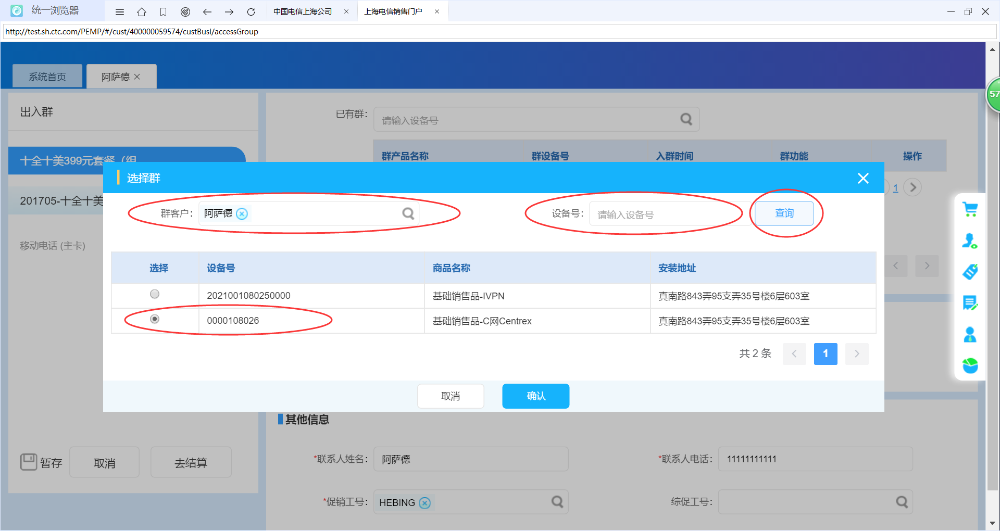 统一浏览器
中国电信上海公司
上海电信销售门户
http://test.sh.ctc.com/PEMP/#/cust/400000059574/custBusi/accessGroup
系统首页
阿萨德
57
出入群
已有群:
请输入设备号
十全十美399元套餐（组
群产品名称 群设备号 入群时间 群功能 操作
选择群
1
201705-十全十美
群客户: 阿萨德
设备号: 请输入设备号
查询
移动电话 (主卡)
选择 设备号 商品名称 安装地址
2021001080250000 基础销售品-IVPN 真南路843弄95支弄35号楼6层603室
0000108026 基础销售品-C网Centrex 真南路843弄95支弄35号楼6层603室
共 2 条 1
取消 确认
其他信息
暂存 取消 去结算
*联系人姓名: 阿萨德
*联系人电话: 11111111111
*促销工号: HEBING
综促工号: